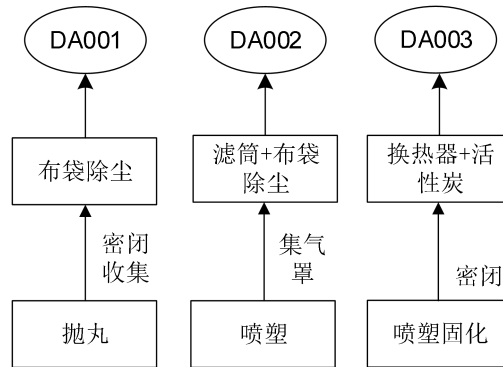 DA001
DA002
DA003
布袋除尘
滤筒+布袋
除尘
换热器+活
性炭
密闭
收集
集气
罩
密闭
抛丸
喷塑
喷塑固化